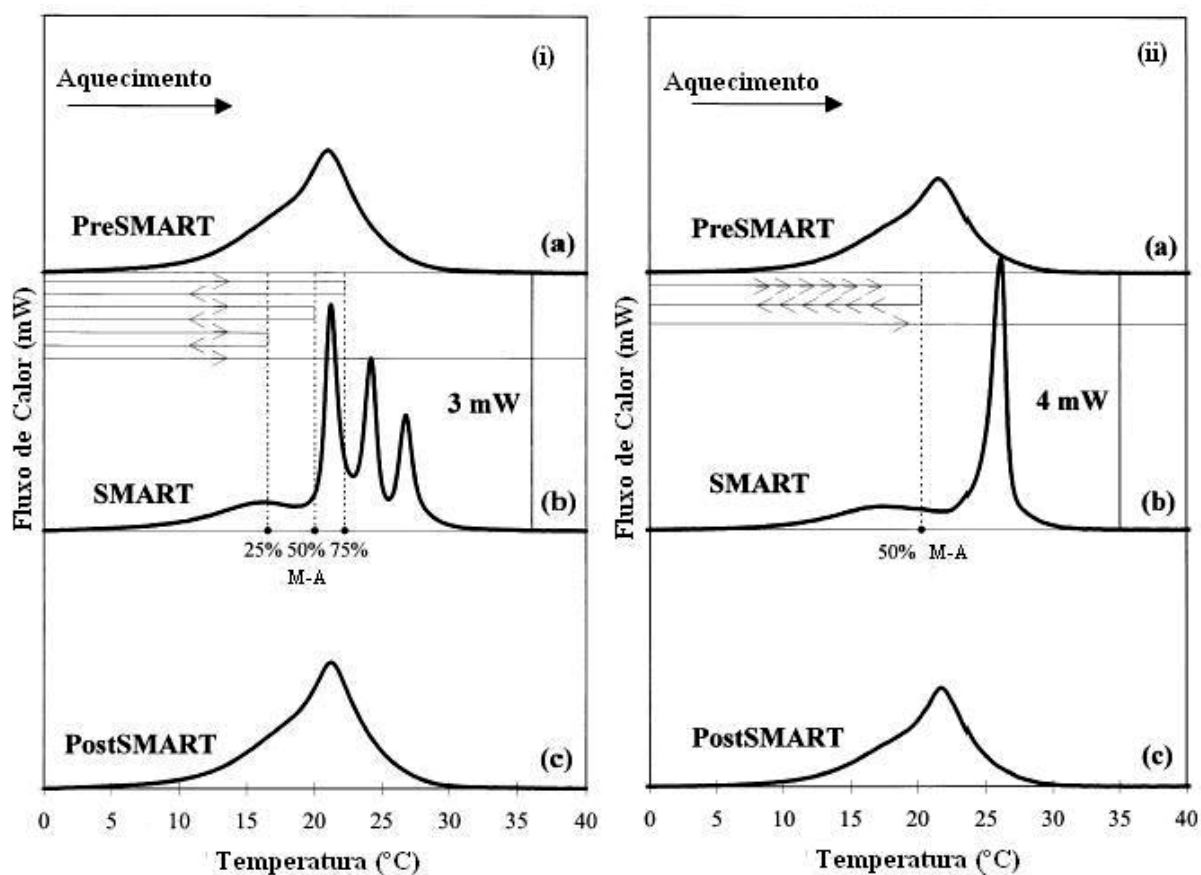 (i)
Aquecimento
PreSMART
(a)
Fluxo de Calor (mW)
3 mW
SMART
(b)
25% 50% 75%
M-A
PostSMART
(c)
0 5 10 15 20 25 30 35 40
Temperatura (°C)
(ii)
Aquecimento
PreSMART
(a)
Fluxo de Calor (mW)
4 mW
SMART
(b)
50% M-A
PostSMART
(c)
0 5 10 15 20 25 30 35 40
Temperatura (°C)